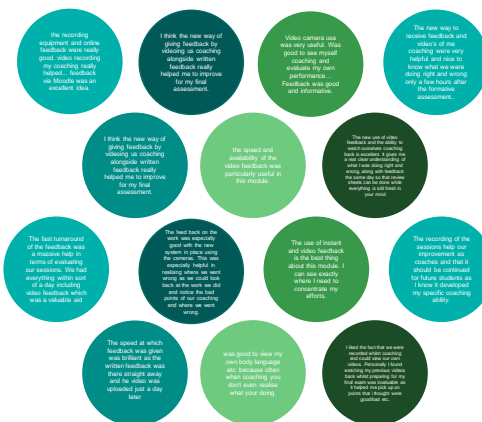 the recording
equipment and online
feedback were really
good. video recording
my coaching really
helped... feedback
via Moodle was an
excellent idea.
I think the new way of
giving feedback by
videoing us coaching
alongside written
feedback really
helped me to improve
for my final
assessment.
Video camera use
was very useful. Was
good to see myself
coaching and
evaluate my own
performance...
Feedback was good
and informative.
The new way to
receive feedback and
video's of me
coaching were very
helpful and nice to
know what we were
doing right and wrong
only a few hours after
the formative
assessment..
I think the new way of
giving feedback by
videoing us coaching
alongside written
feedback really
helped me to improve
for my final
assessment.
the speed and
availability of the
video feedback was
particularly useful in
this module.
The new use of video
feedback and the ability to
watch ourselves coaching
back is excellent. It gives me
a real clear understanding of
what I was doing right and
wrong, along with feedback
the same day so that review
sheets can be done while
everything is still fresh in
your mind
The fast turnaround
of the feedback was
a massive help in
terms of evaluating
our sessions. We had
everything within sort
of a day including
video feedback which
was a valuable aid
The feed back on the
work was especially
good with the new
system in place using
the cameras. This was
especially helpful in
realising where we went
wrong as we could look
back at the work we did
and notice the bad
points of our coaching
and where we went
wrong
The use of instent
and video feedback
is the best thing
about this module. I
can see exactly
where I need to
concentrate my
efforts.
The recording of the
sessions help our
improvement as
coaches and that it
should be continued
for future students as
I know it developed
my specific coaching
ability.
The speed at which
feedback was given
was brilliant as the
written feedback was
there straight away
and he video was
uploaded just a day
later
was good to view my
own body language
etc. because often
when coaching you
don't even realise
what your doing.
I liked the fact that we were
recorded whilst coaching
and could view our own
videos. Personally I found
watching my previous videos
back whilst preparing for my
final exam was invaluable as
it helped me pick up on
points that I thought were
good/bad etc.